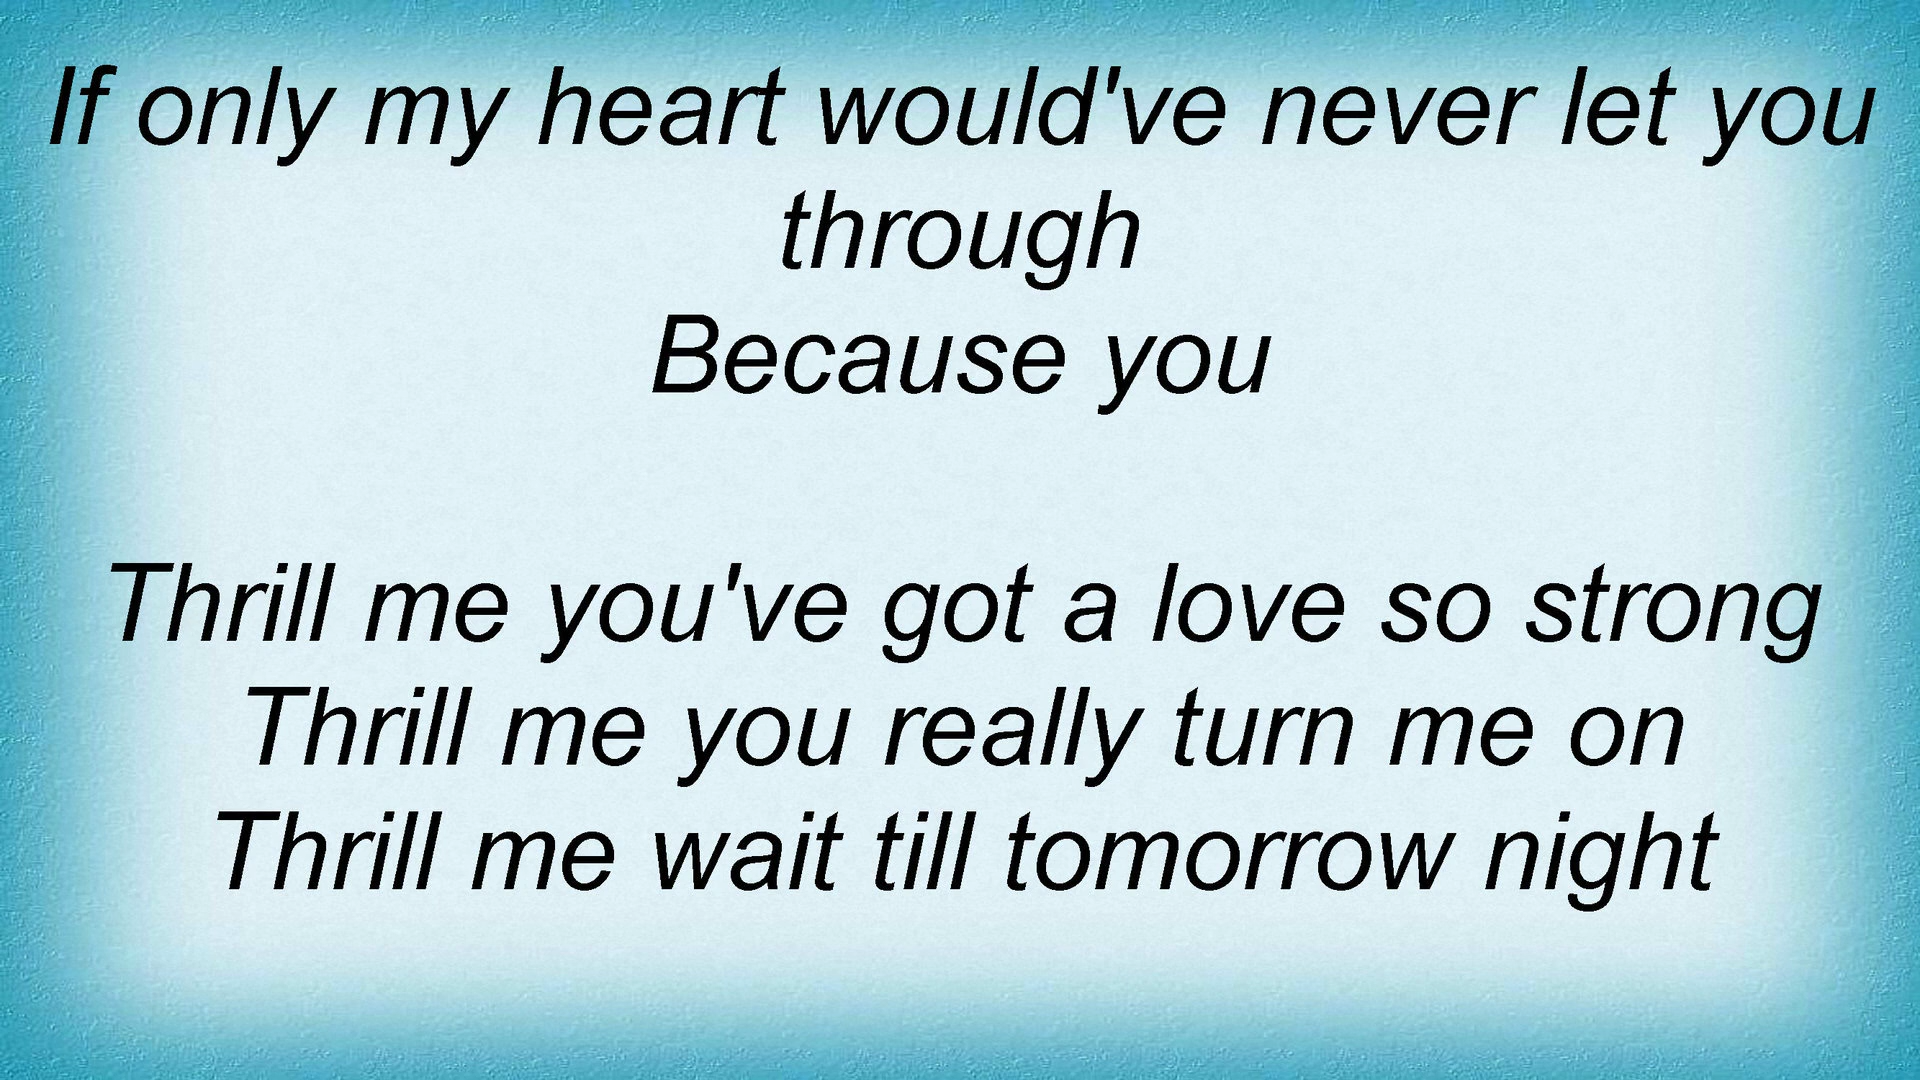 If only my heart would've never let you
through
Because you

Thrill me you've got a love so strong
Thrill me you really turn me on
Thrill me wait till tomorrow night